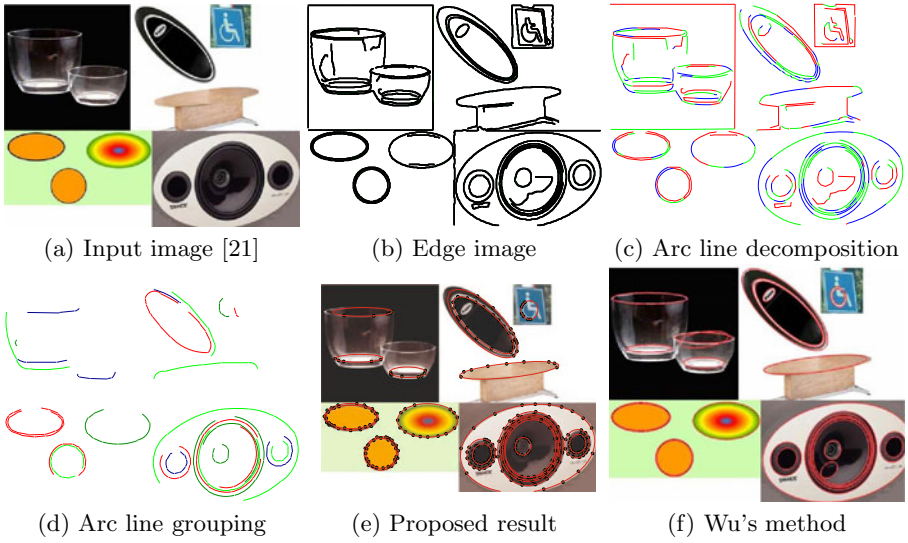 (a) Input image [21]
(b) Edge image
(c) Arc line decomposition
(d) Arc line grouping
(e) Proposed result
(f) Wu's method